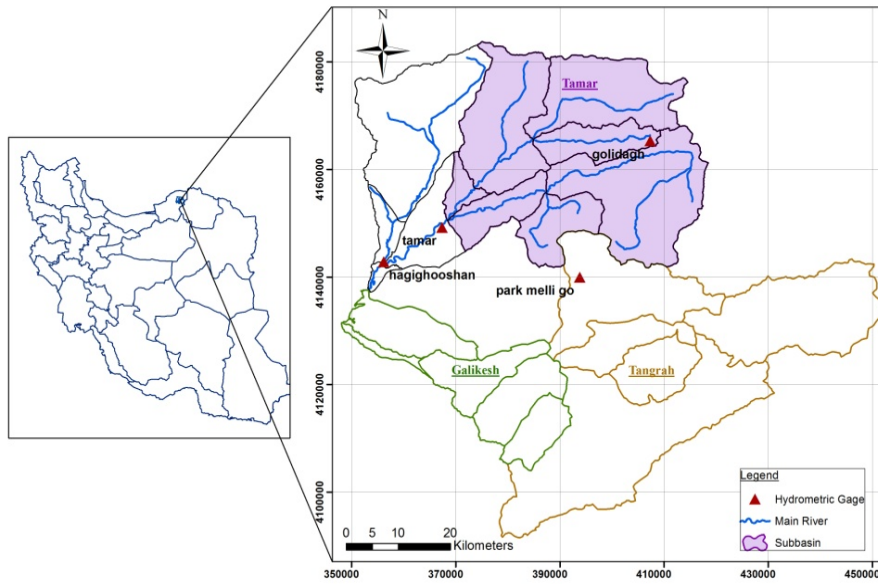 N
4180000
4160000
4140000
4120000
4100000
Tamar
golidagh
tamar
nagighooshan
park melli go
Galikesh
Tangrah
Legend
Hydrometric Gage
Main River
Subbasin
0 5 10 20
Kilometers
350000 370000 390000 410000 430000 450000